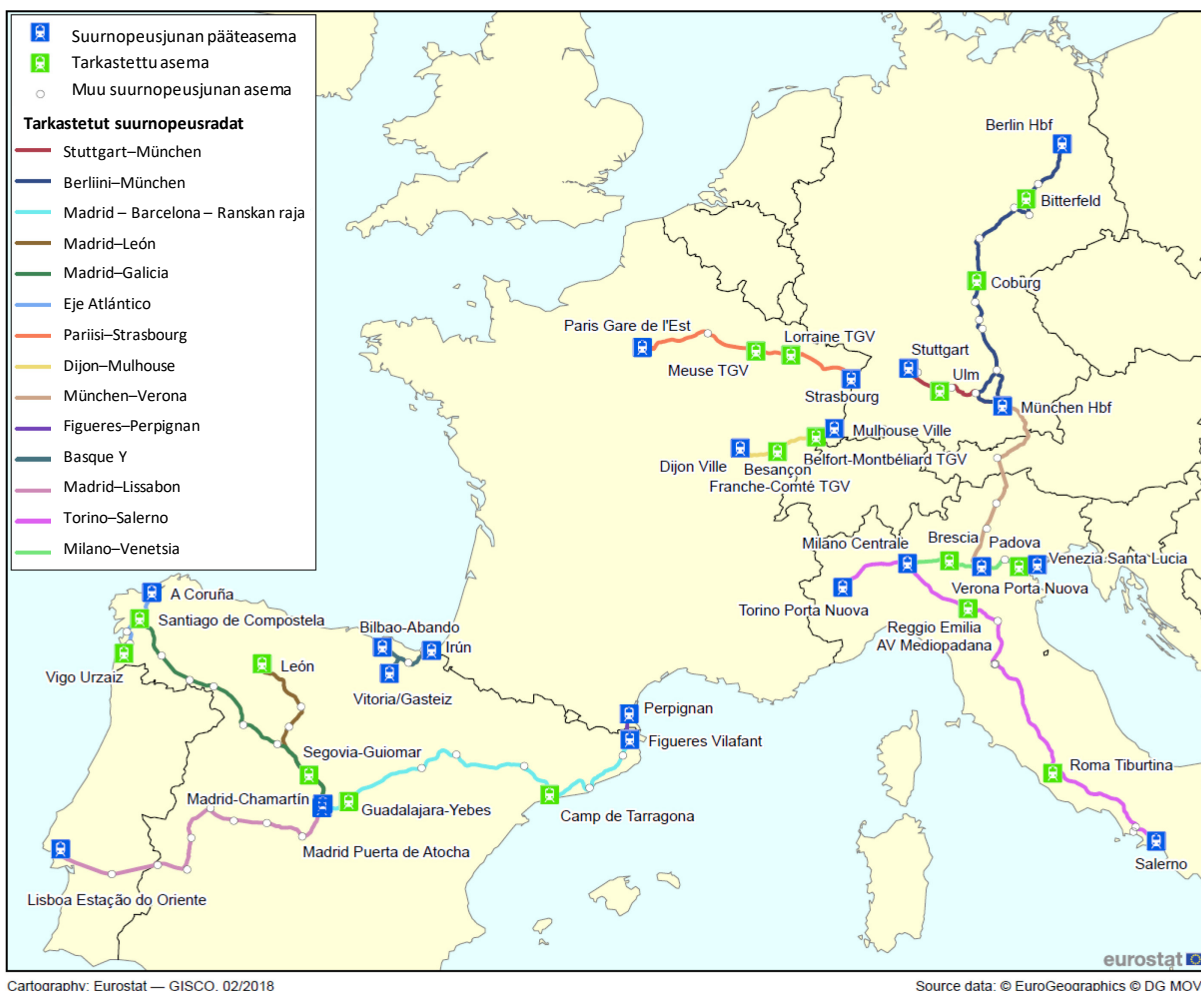 Suurnopeusjunan pääteasema
Tarkastettu asema
Muu suurnopeusjunan asema
Tarkastetut suurnopeusradat
Stuttgart–München
Berliini–München
Madrid – Barcelona – Ranskan raja
Madrid–León
Madrid–Galicia
Eje Atlántico
Pariisi–Strasbourg
Dijon–Mulhouse
München–Verona
Figueres–Perpignan
Basque Y
Madrid–Lissabon
Torino–Salerno
Milano–Venetsia
Berlin Hbf
Bitterfeld
Coburg
Paris Gare de l'Est
Lorraine TGV
Meuse TGV
Strasbourg
Stuttgart
Ulm
München Hbf
Mulhouse Ville
Dijon Ville
Besançon
Franche-Comté TGV
Belfort-Montbéliard TGV
Milano Centrale
Brescia
Padova
Venezia Santa Lucia
Verona Porta Nuova
Torino Porta Nuova
Reggio Emilia
AV Mediopadana
A Coruña
Santiago de Compostela
Bilbao-Abando
Irún
Vigo Urzaiz
León
Vitoria/Gasteiz
Perpignan
Figueres Vilafant
Segovia-Guiomar
Roma Tiburtina
Madrid-Chamartín
Guadalajara-Yebes
Camp de Tarragona
Madrid Puerta de Atocha
Salerno
Lisboa Estação do Oriente
eurostat
Cartography: Eurostat — GISCO, 02/2018
Source data: © EuroGeographics © DG MOV